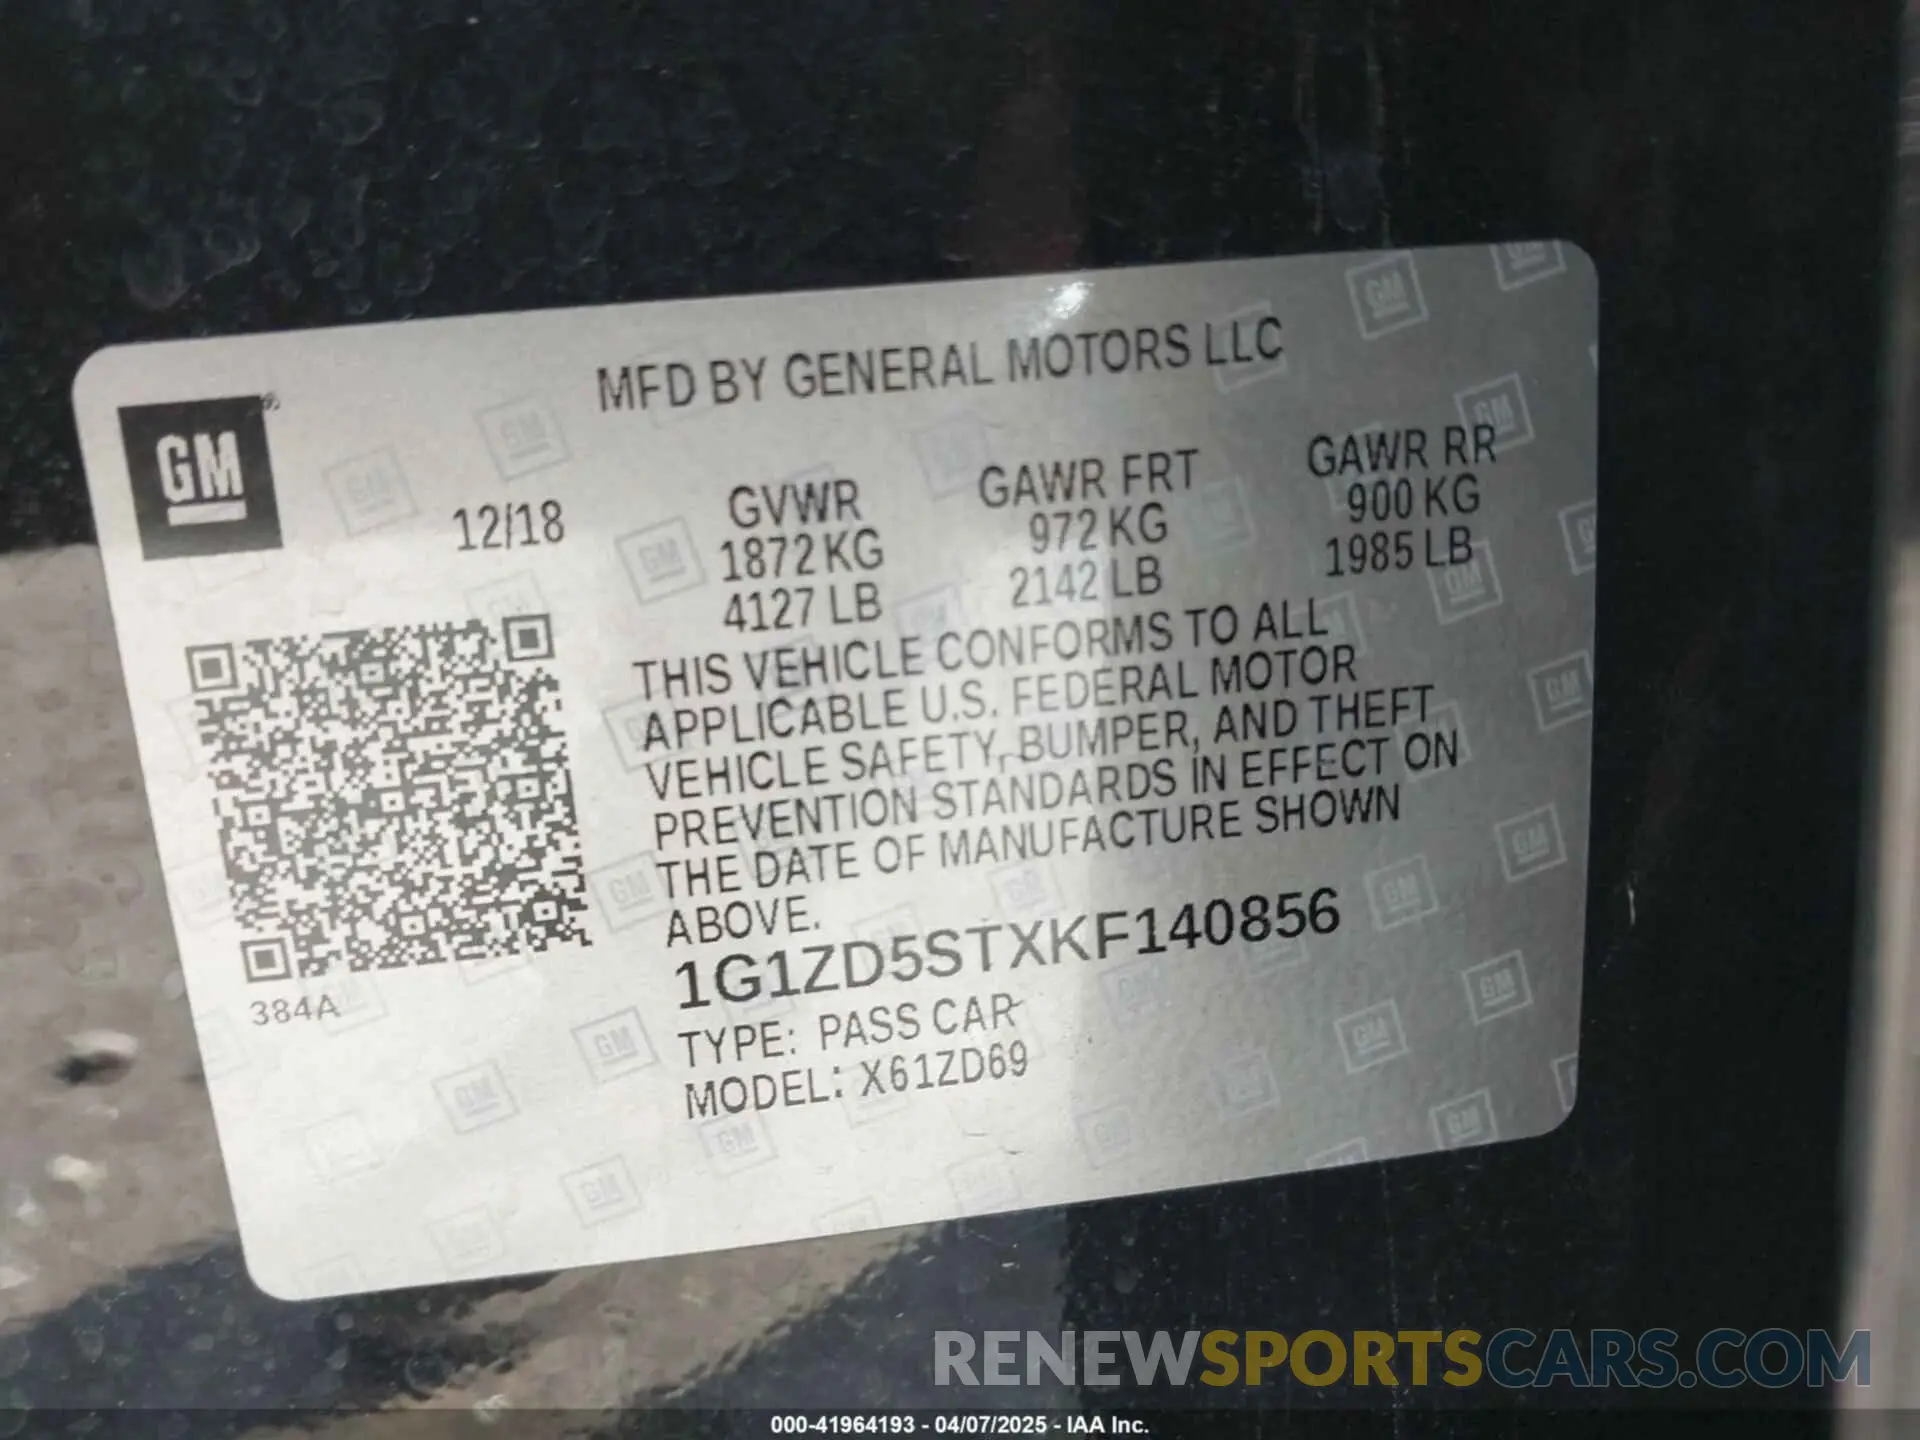 MFD BY GENERAL MOTORS LLC
GM ®
12/18
GVWR
1872 KG
4127 LB
GAWR FRT
972 KG
2142 LB
GAWR RR
900 KG
1985 LB
THIS VEHICLE CONFORMS TO ALL
APPLICABLE U.S. FEDERAL MOTOR
VEHICLE SAFETY, BUMPER, AND THEFT
PREVENTION STANDARDS IN EFFECT ON
THE DATE OF MANUFACTURE SHOWN
ABOVE.
1G1ZD5STXKF140856
TYPE: PASS CAR
MODEL: X61ZD69
384A
RENEWSPORTSCARS.COM
000-41964193 - 04/07/2025 - IAA Inc.